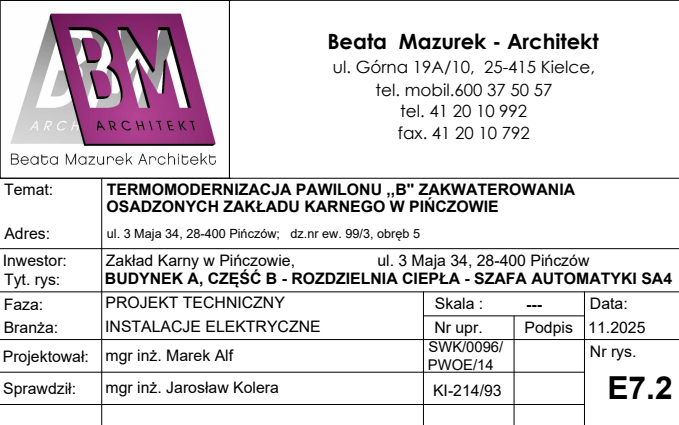 BBM
ARCH ARCHITEKT
Beata Mazurek Architekt
Beata Mazurek - Architekt
ul. Górna 19A/10, 25-415 Kielce,
tel. mobil.600 37 50 57
tel. 41 20 10 992
fax. 41 20 10 792
Temat: TERMOMODERNIZACJA PAWILONU ,,B" ZAKWATEROWANIA
OSADZONYCH ZAKŁADU KARNEGO W PIŃCZOWIE
Adres: ul. 3 Maja 34, 28-400 Pińczów; dz.nr ew. 99/3, obręb 5
Inwestor: Zakład Karny w Pińczowie, ul. 3 Maja 34, 28-400 Pińczów
Tyt. rys: BUDYNEK A, CZĘŚĆ B - ROZDZIELNIA CIEPŁA - SZAFA AUTOMATYKI SA4
Faza: PROJEKT TECHNICZNY Skala : --- Data:
Branża: INSTALACJE ELEKTRYCZNE Nr upr. Podpis 11.2025
Projektował: mgr inż. Marek Alf SWK/0096/
PWOE/14
Nr rys.
Sprawdził: mgr inż. Jarosław Kolera KI-214/93 E7.2